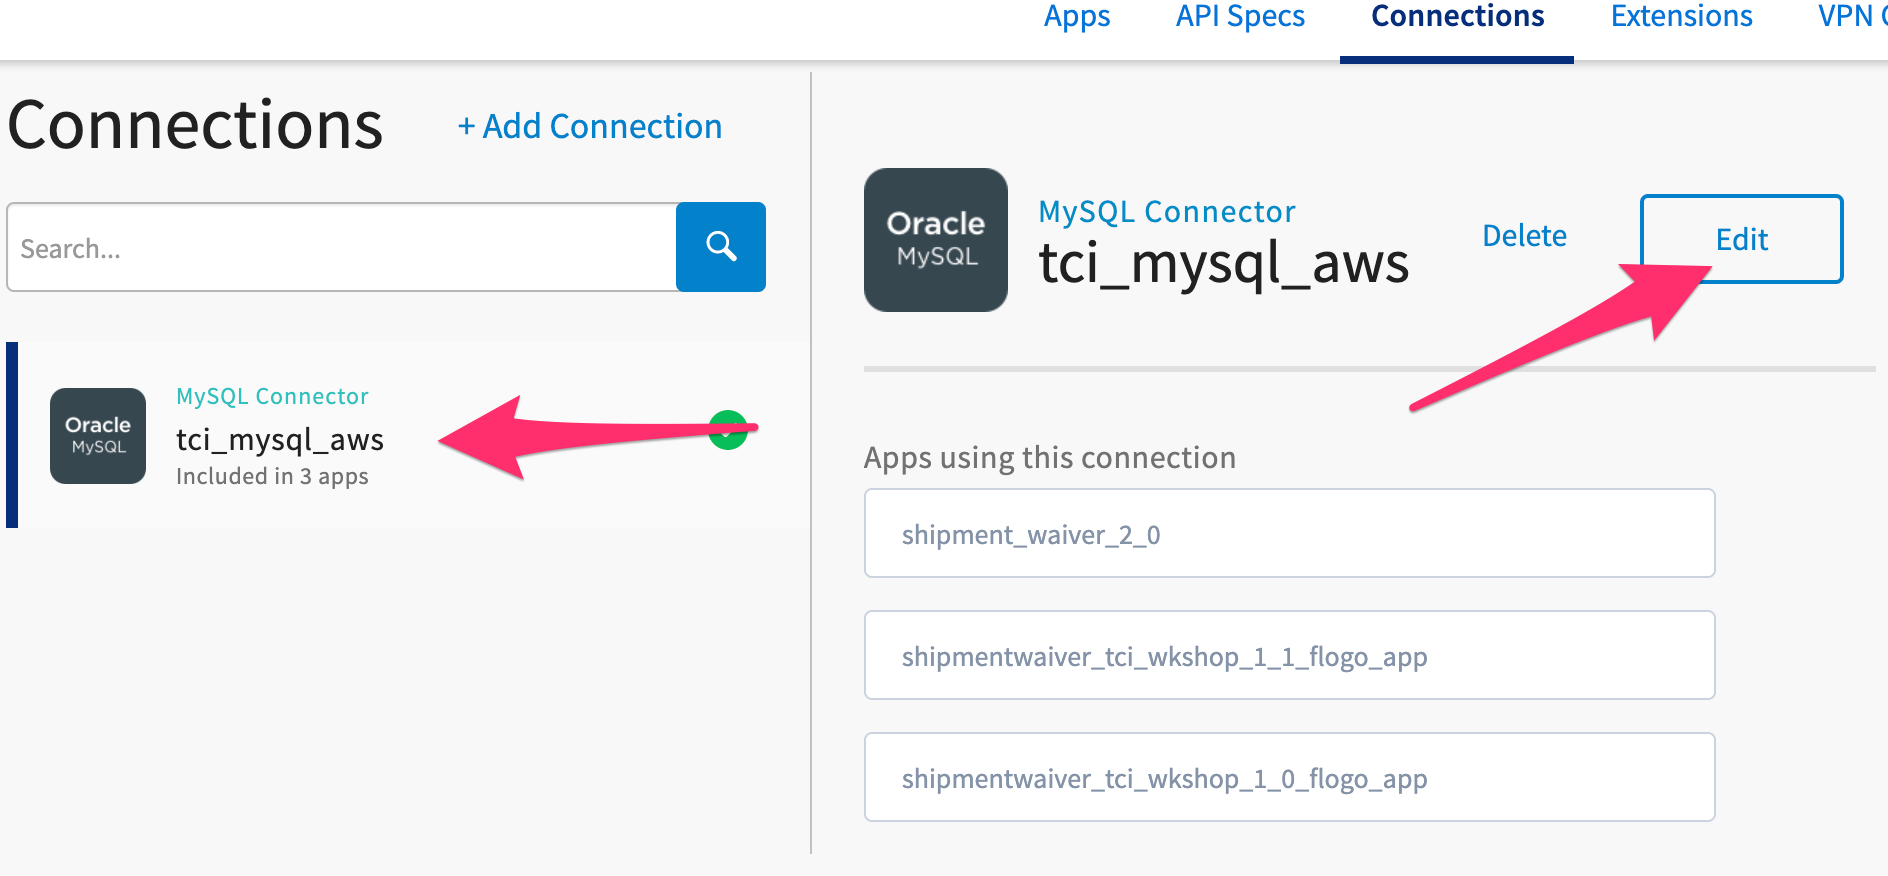 Apps
API Specs
Connections
Extensions
VPN
Connections
+ Add Connection
Search...
Oracle
MySQL
MySQL Connector
tci_mysql_aws
Included in 3 apps
Oracle
MySQL
MySQL Connector
tci_mysql_aws
Delete
Edit
Apps using this connection
shipment_waiver_2_0
shipmentwaiver_tci_wkshop_1_1_flogo_app
shipmentwaiver_tci_wkshop_1_0_flogo_app